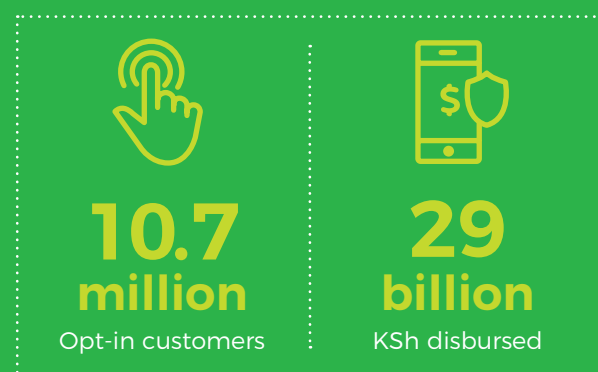 10.7
million
Opt-in customers
$
29
billion
KSh disbursed